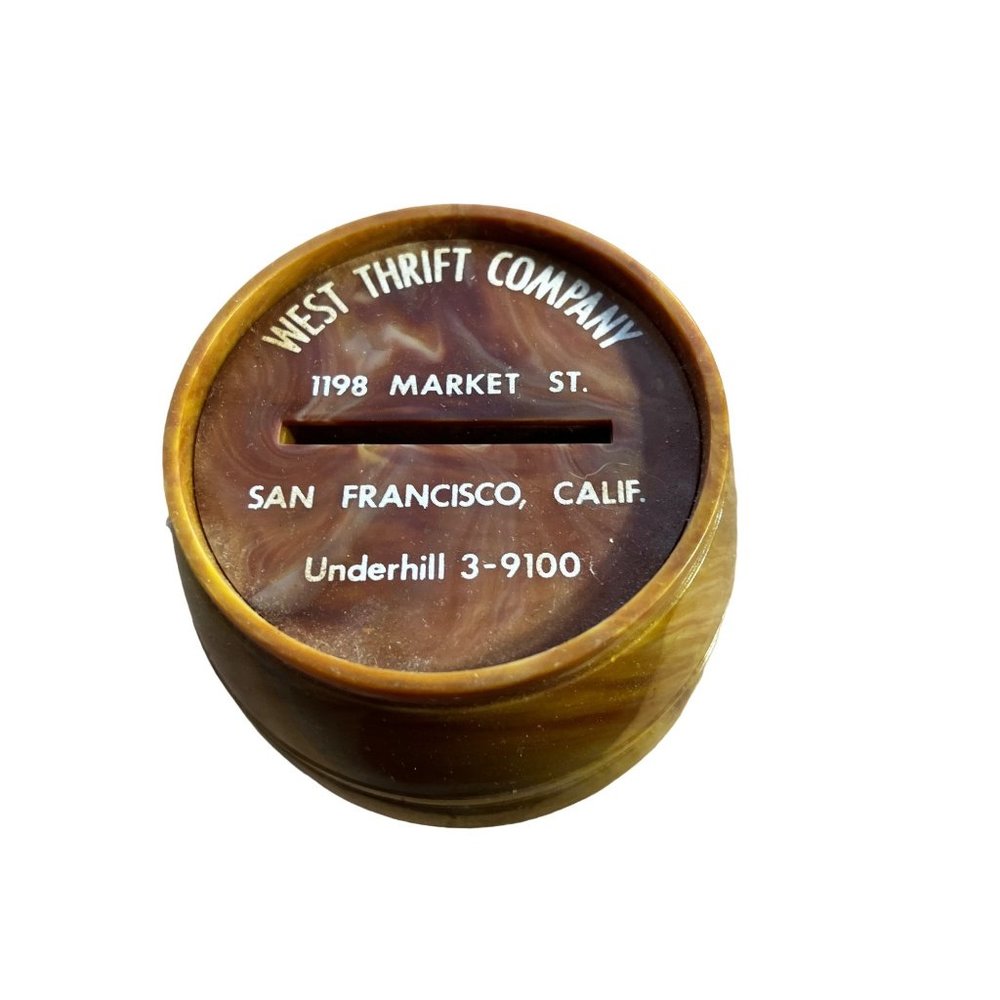 WEST THRIFT COMPANY
1198 MARKET ST.
SAN FRANCISCO, CALIF.
Underhill 3-9100